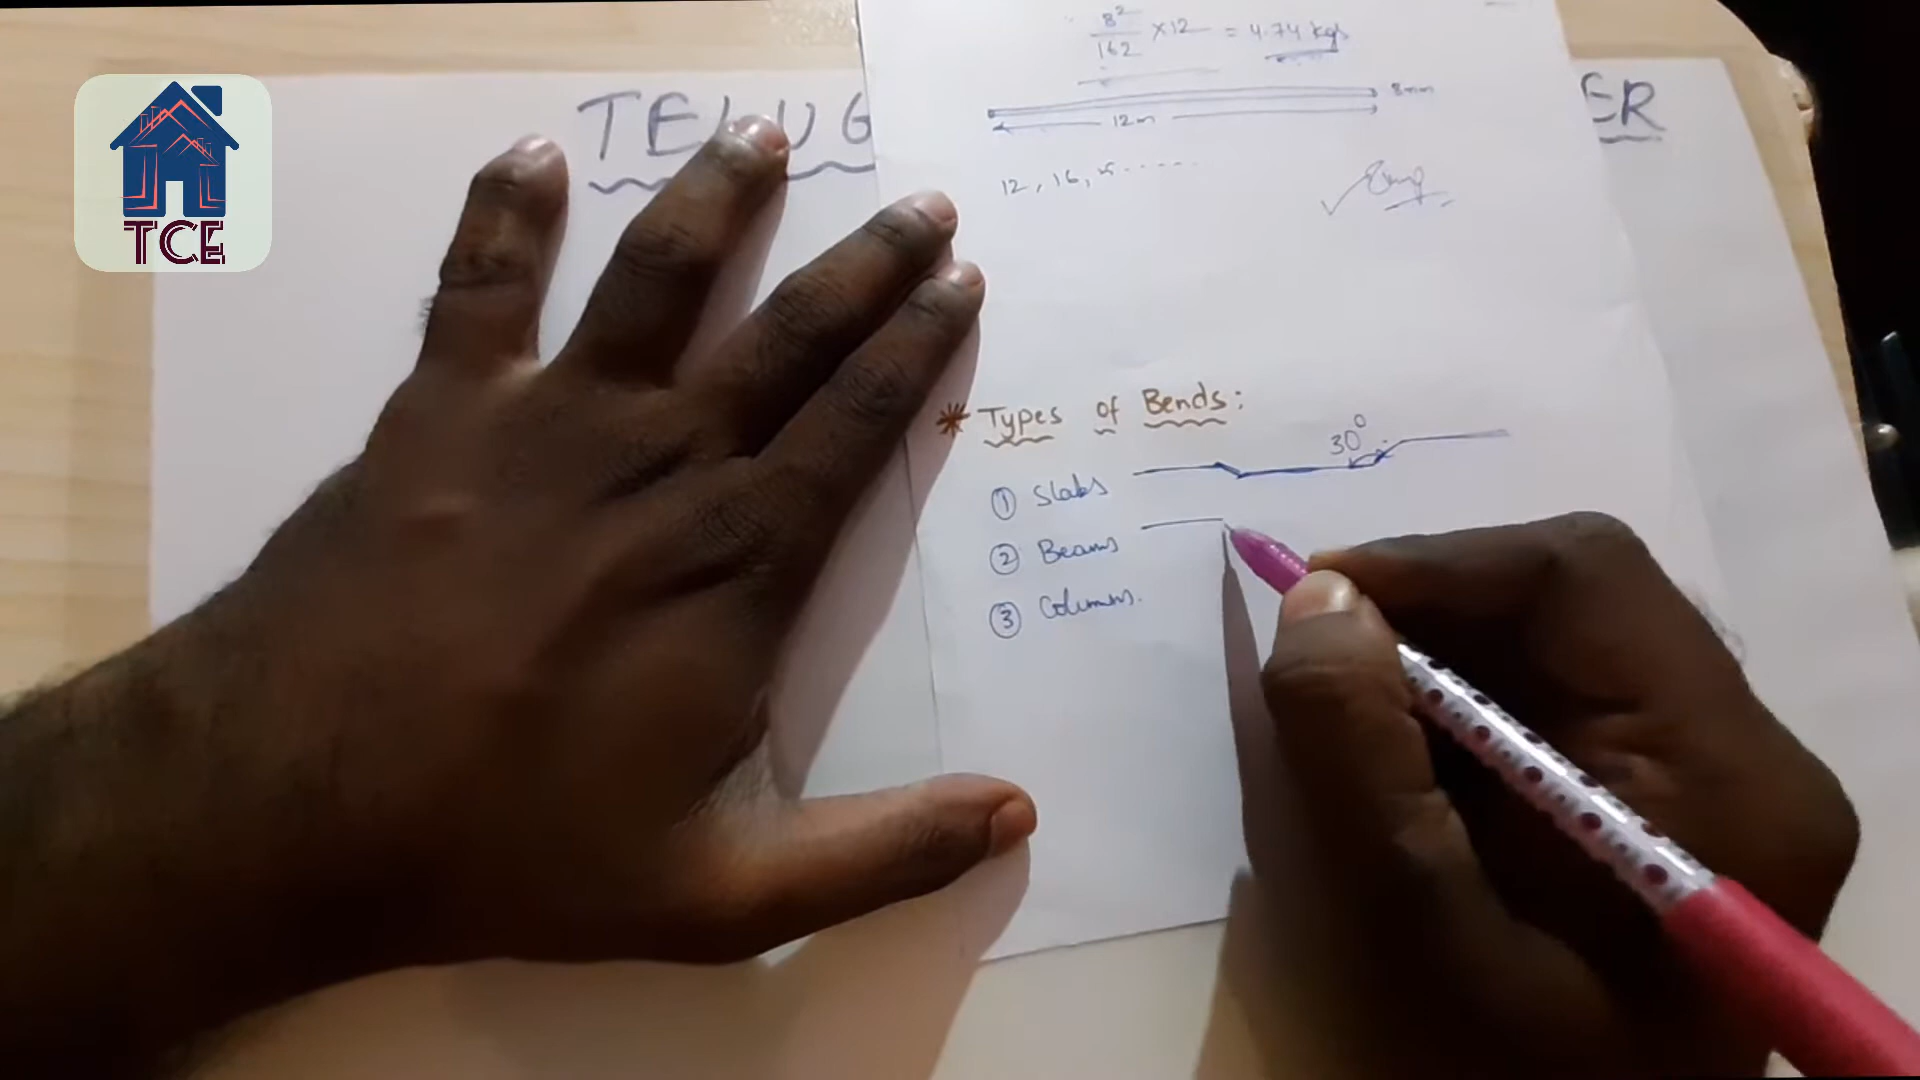 TCE
TELUG
ER
8²
162
×12 = 4.74 kgs
8mm
12m
12, 16,
* Types of Bends:
30°
① Slabs
② Beams
③ Columns.